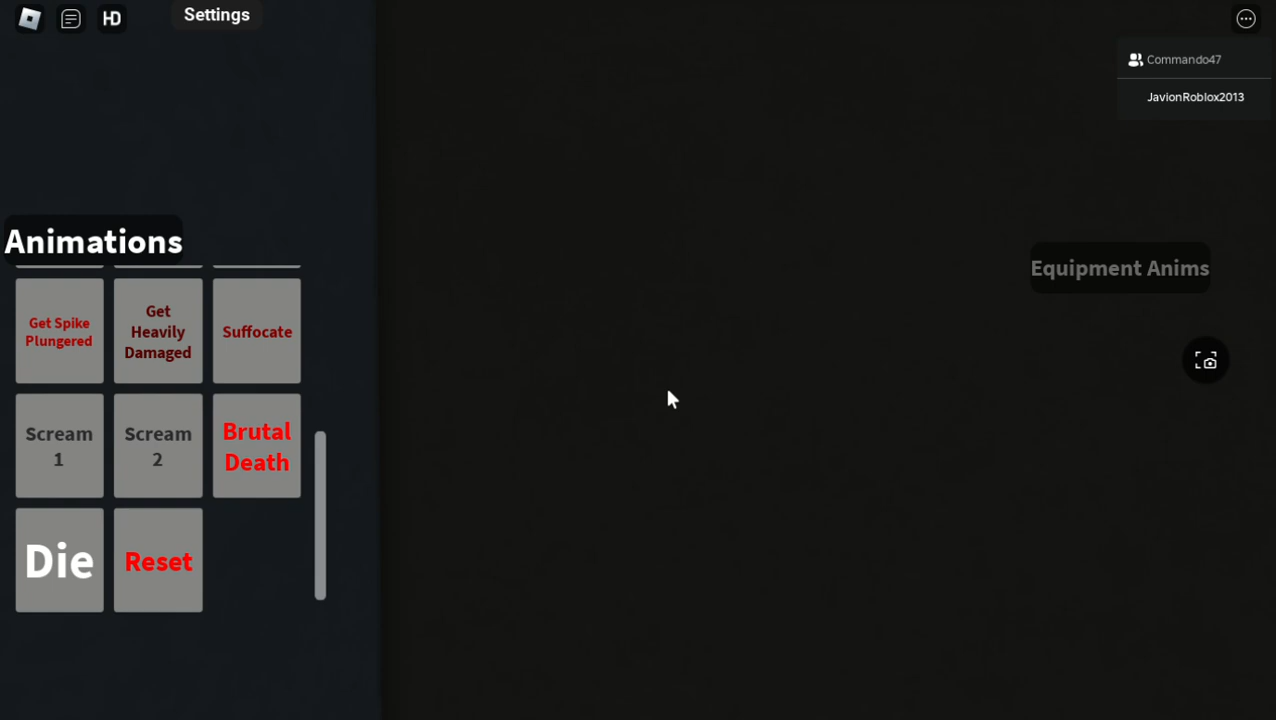 HD
Settings
Commando47
JavionRoblox2013
Animations
Equipment Anims
Get Spike
Plungered
Get
Heavily
Damaged
Suffocate
Scream
1
Scream
2
Brutal
Death
Die
Reset